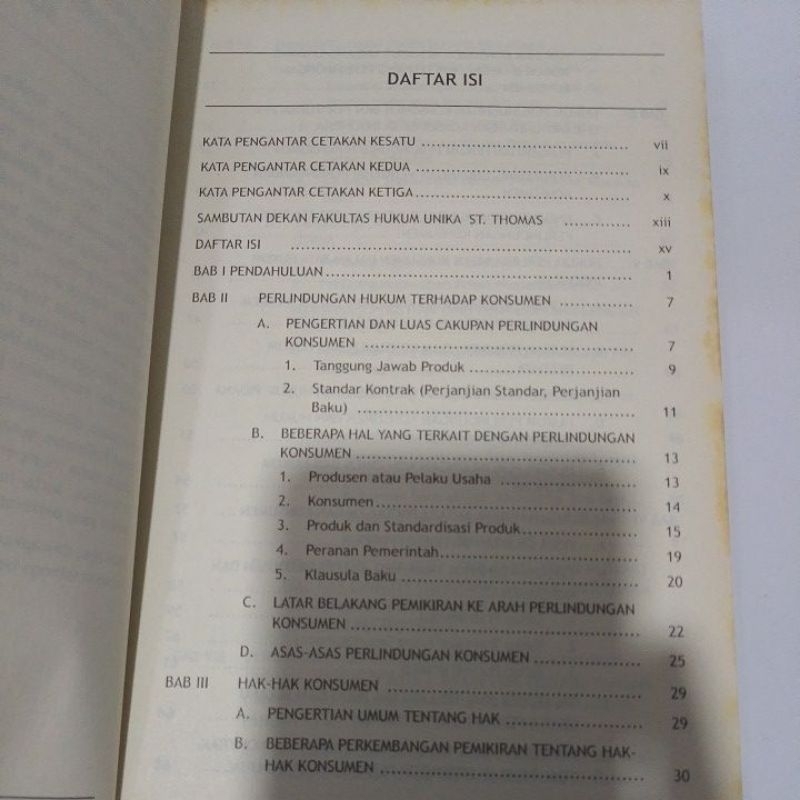 DAFTAR ISI
KATA PENGANTAR CETAKAN KESATU ........................................ vii
KATA PENGANTAR CETAKAN KEDUA ........................................ ix
KATA PENGANTAR CETAKAN KETIGA........................................ x
SAMBUTAN DEKAN FAKULTAS HUKUM UNIKA ST. THOMAS ............. xiii
DAFTAR ISI ................................................................ xv
BAB I PENDAHULUAN.......................................................... 1
BAB II PERLINDUNGAN HUKUM TERHADAP KONSUMEN .............. 7
A. PENGERTIAN DAN LUAS CAKUPAN PERLINDUNGAN
KONSUMEN .................................................. 7
1. Tanggung Jawab Produk ................................ 9
2. Standar Kontrak (Perjanjian Standar, Perjanjian
Baku) .................................................. 11
B. BEBERAPA HAL YANG TERKAIT DENGAN PERLINDUNGAN
KONSUMEN .................................................. 13
1. Produsen atau Pelaku Usaha .......................... 13
2. Konsumen............................................... 14
3. Produk dan Standardisasi Produk..................... 15
4. Peranan Pemerintah.................................... 19
5. Klausula Baku .......................................... 20
C. LATAR BELAKANG PEMIKIRAN KE ARAH PERLINDUNGAN
KONSUMEN .................................................. 22
D. ASAS-ASAS PERLINDUNGAN KONSUMEN .................. 25
BAB III HAK-HAK KONSUMEN ........................................... 29
A. PENGERTIAN UMUM TENTANG HAK ....................... 29
B. BEBERAPA PERKEMBANGAN PEMIKIRAN TENTANG HAK-
HAK KONSUMEN ............................................ 30